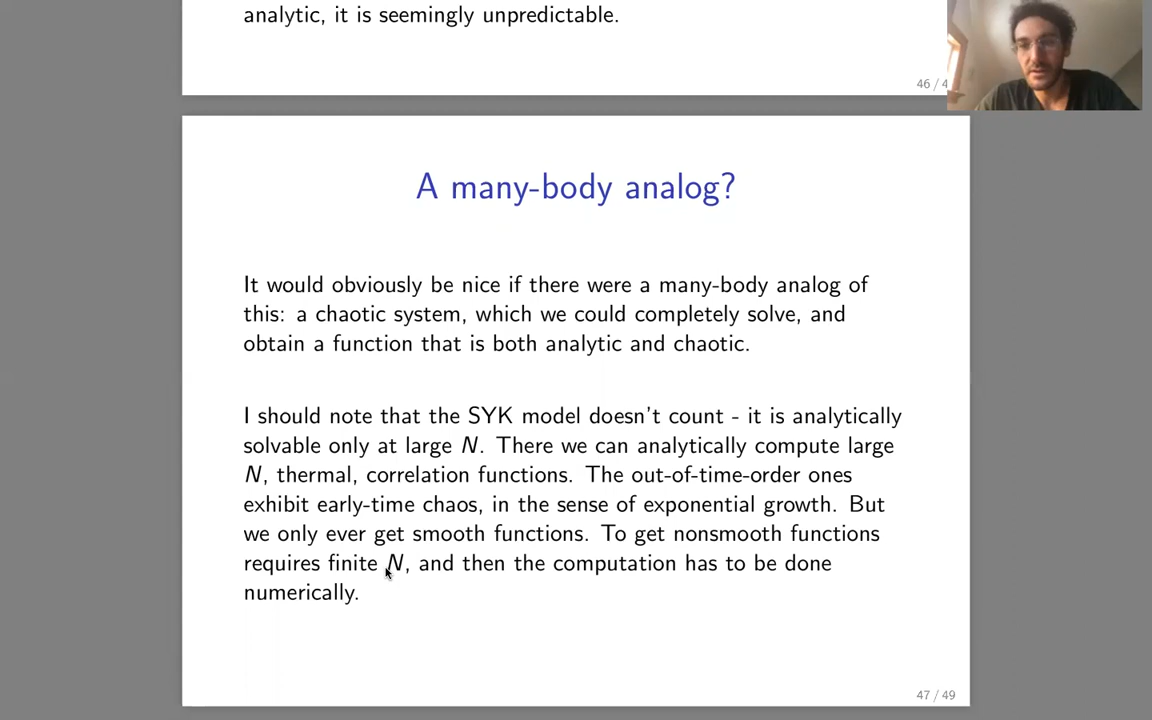 analytic, it is seemingly unpredictable.
46 / 4
A many-body analog?
It would obviously be nice if there were a many-body analog of
this: a chaotic system, which we could completely solve, and
obtain a function that is both analytic and chaotic.
I should note that the SYK model doesn't count - it is analytically
solvable only at large N. There we can analytically compute large
N, thermal, correlation functions. The out-of-time-order ones
exhibit early-time chaos, in the sense of exponential growth. But
we only ever get smooth functions. To get nonsmooth functions
requires finite N, and then the computation has to be done
numerically.
47 / 49